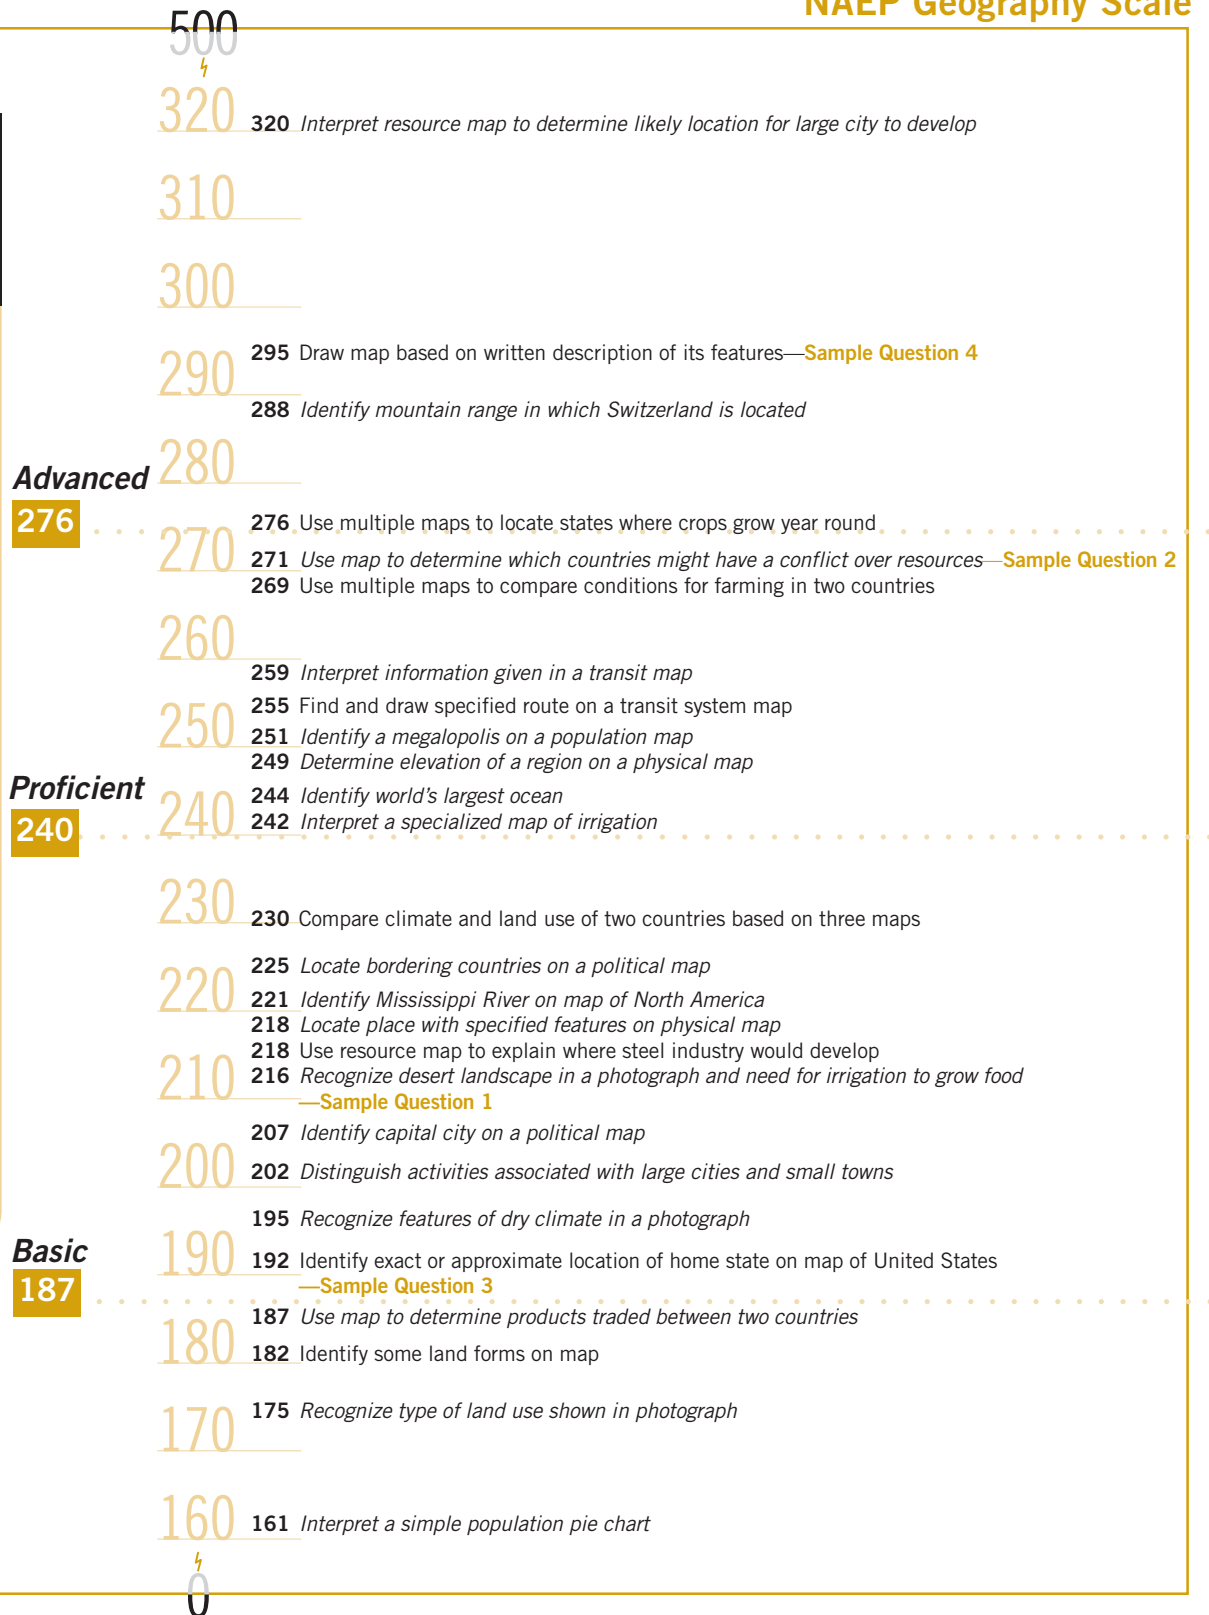 NAEP Geography Scale
500
320
320 Interpret resource map to determine likely location for large city to develop
310
300
290
295 Draw map based on written description of its features—Sample Question 4
288 Identify mountain range in which Switzerland is located
280
Advanced
276
276 Use multiple maps to locate states where crops grow year round
270
271 Use map to determine which countries might have a conflict over resources—Sample Question 2
269 Use multiple maps to compare conditions for farming in two countries
260
259 Interpret information given in a transit map
250
255 Find and draw specified route on a transit system map
251 Identify a megalopolis on a population map
249 Determine elevation of a region on a physical map
Proficient
240
240
244 Identify world's largest ocean
242 Interpret a specialized map of irrigation
230
230 Compare climate and land use of two countries based on three maps
225 Locate bordering countries on a political map
220
221 Identify Mississippi River on map of North America
218 Locate place with specified features on physical map
218 Use resource map to explain where steel industry would develop
210
216 Recognize desert landscape in a photograph and need for irrigation to grow food
—Sample Question 1
207 Identify capital city on a political map
200
202 Distinguish activities associated with large cities and small towns
195 Recognize features of dry climate in a photograph
Basic
187
190
192 Identify exact or approximate location of home state on map of United States
—Sample Question 3
187 Use map to determine products traded between two countries
180
182 Identify some land forms on map
175 Recognize type of land use shown in photograph
170
160
161 Interpret a simple population pie chart
0